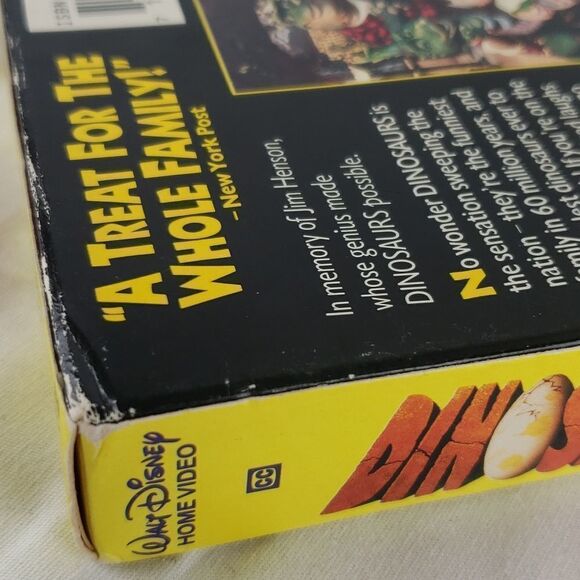 ISBN
"A TREAT FOR THE
WHOLE FAMILY!"
– New York Post
In memory of Jim Henson,
whose genius made
DINOSAURS possible.
No wonder DINOSAURS is
the sensation sweeping the
nation – they're the funniest
in 60 million years
dinosaurs
Walt Disney
HOME VIDEO
CC
DINO